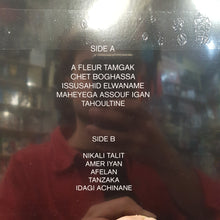 SIDE A
A FLEUR TAMGAK
CHET BOGHASSA
ISSUSAHID ELWANAME
MAHEYEGA ASSOUF IGAN
TAHOULTINE
SIDE B
NIKALI TALIT
AMER IYAN
AFELAN
TANZAKA
IDAGI ACHINANE